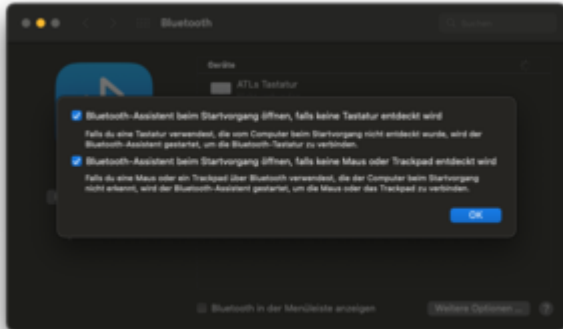 Bluetooth
Suchen
Geräte
ATLs Tastatur
Bluetooth-Assistent beim Startvorgang öffnen, falls keine Tastatur entdeckt wird
Falls du eine Tastatur verwendest, die vom Computer beim Startvorgang nicht entdeckt wurde, wird der
Bluetooth-Assistent gestartet, um die Bluetooth-Tastatur zu verbinden.
Bluetooth-Assistent beim Startvorgang öffnen, falls keine Maus oder Trackpad entdeckt wird
Falls du eine Maus oder ein Trackpad über Bluetooth verwendest, die der Computer beim Startvorgang
nicht erkennt, wird der Bluetooth-Assistent gestartet, um die Maus oder das Trackpad zu verbinden.
OK
Bluetooth in der Menüleiste anzeigen
Weitere Optionen ...
?